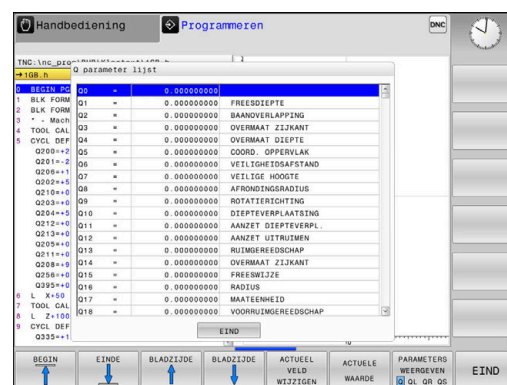 Handbediening
Programmeren
DNC
→1GB.h
Q parameter lijst
0 BEGIN PG
1 BLK FORM
2 BLK FORM
3 * - Mach
4 TOOL CAL
5 CYCL DEF
Q200=+2
Q201=-2
Q206=+1
Q202=+5
Q210=+0
Q203=+0
Q204=+5
Q212=+0
Q213=+0
Q205=+0
Q211=+0
Q208=+9
Q256=+0
Q395=+0
6 L X+50
7 TOOL CAL
8 L Z+100
9 CYCL DEF
Q335=+1
Q0 = 0.000000000
Q1 = 0.000000000 FREESDIEPTE
Q2 = 0.000000000 BAANOVERLAPPING
Q3 = 0.000000000 OVERMAAT ZIJKANT
Q4 = 0.000000000 OVERMAAT DIEPTE
Q5 = 0.000000000 COORD. OPPERVLAK
Q6 = 0.000000000 VEILIGHEIDSAFSTAND
Q7 = 0.000000000 VEILIGE HOOGTE
Q8 = 0.000000000 AFRONDINGSRADIUS
Q9 = 0.000000000 ROTATIERICHTING
Q10 = 0.000000000 DIEPTEVERPLAATSING
Q11 = 0.000000000 AANZET DIEPTEVERPL.
Q12 = 0.000000000 AANZET UITRUIMEN
Q13 = 0.000000000 RUIMGEREEDSCHAP
Q14 = 0.000000000 OVERMAAT ZIJKANT
Q15 = 0.000000000 FREESWIJZE
Q16 = 0.000000000 RADIUS
Q17 = 0.000000000 MAATEENHEID
Q18 = 0.000000000 VOORRUIMGEREEDSCHAP
EIND
BEGIN
EINDE
BLADZIJDE
BLADZIJDE
ACTUEEL VELD WIJZIGEN
ACTUELE WAARDE
PARAMETERS WEERGEVEN
Q QL QR QS
EIND